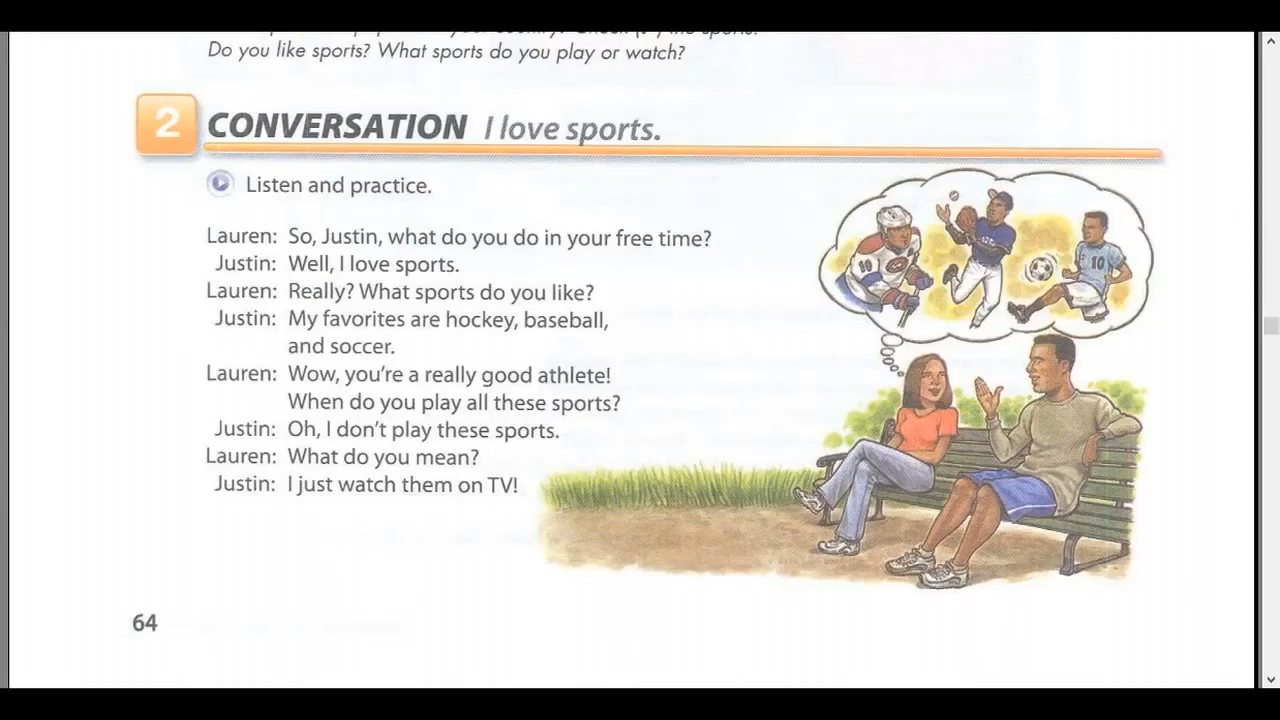 the sports.
Do you like sports? What sports do you play or watch?
2 CONVERSATION I love sports.
Listen and practice.
Lauren: So, Justin, what do you do in your free time?
Justin: Well, I love sports.
Lauren: Really? What sports do you like?
Justin: My favorites are hockey, baseball,
and soccer.
Lauren: Wow, you're a really good athlete!
When do you play all these sports?
Justin: Oh, I don't play these sports.
Lauren: What do you mean?
Justin: I just watch them on TV!
10
10
64